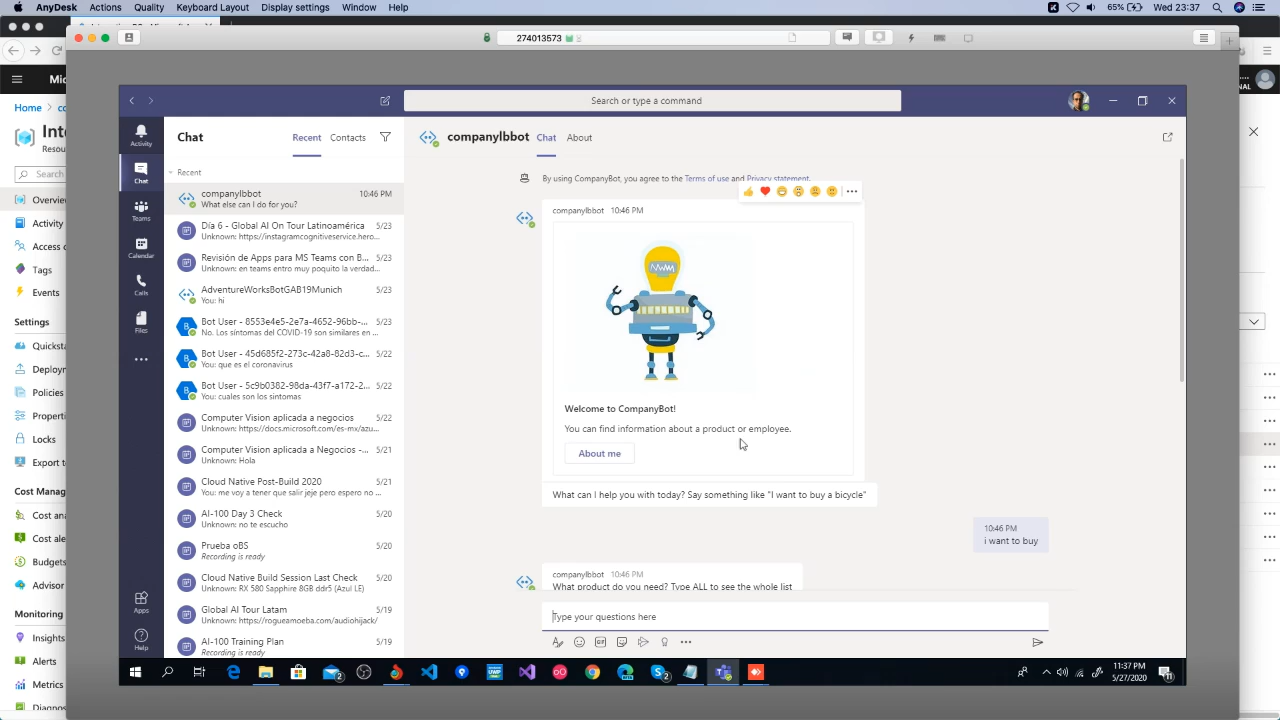 AnyDesk Actions Quality Keyboard Layout Display settings Window Help
65% Wed 23:37
274013573
Home
Search
Overview
Activity
Access c
Tags
Events
Settings
Quicksta
Deployn
Policies
Properti
Locks
Export t
Cost Manag
Cost ana
Cost ale
Budgets
Advisor
Monitoring
Insights
Alerts
Metrics
Diagnos
Search or type a command
Activity
Chat
Teams
Calendar
Calls
Files
Apps
Help
Chat
Recent Contacts
Recent
companylbbot 10:46 PM
What else can I do for you?
Día 6 - Global AI On Tour Latinoamérica 5/23
Unknown: https://instagramcognitiveservice.hero...
Revisión de Apps para MS Teams con B... 5/23
Unknown: en teams entro muy poquito la verdad...
AdventureWorksBotGAB19Munich 5/23
You: hi
Bot User - 8553e4e5-2e7a-4652-96bb-... 5/23
No. Los síntomas del COVID-19 son similares en...
Bot User - 45d685f2-273c-42a8-82d3-c... 5/22
You: que es el coronavirus
Bot User - 5c9b0382-98da-43f7-a172-2... 5/22
You: cuales son los sintomas
Computer Vision aplicada a negocios 5/22
Unknown: https://docs.microsoft.com/es-mx/azu...
Computer Vision aplicada a Negocios -... 5/21
Unknown: Hola
Cloud Native Post-Build 2020 5/21
You: me voy a tener que salir jeje pero espero no ...
AI-100 Day 3 Check 5/20
Unknown: no te escucho
Prueba oBS 5/20
Recording is ready
Cloud Native Build Session Last Check 5/20
Unknown: RX 580 Sapphire 8GB ddr5 (Azul LE)
Global AI Tour Latam 5/19
Unknown: https://rogueamoeba.com/audiohijack/
AI-100 Training Plan 5/19
Recording is ready
companylbbot Chat About
By using CompanyBot, you agree to the Terms of use and Privacy statement.
companylbbot 10:46 PM
Welcome to CompanyBot!
You can find information about a product or employee.
About me
What can I help you with today? Say something like "I want to buy a bicycle"
10:46 PM
i want to buy
companylbbot 10:46 PM
What product do you need? Type ALL to see the whole list
Type your questions here
11:37 PM
5/27/2020